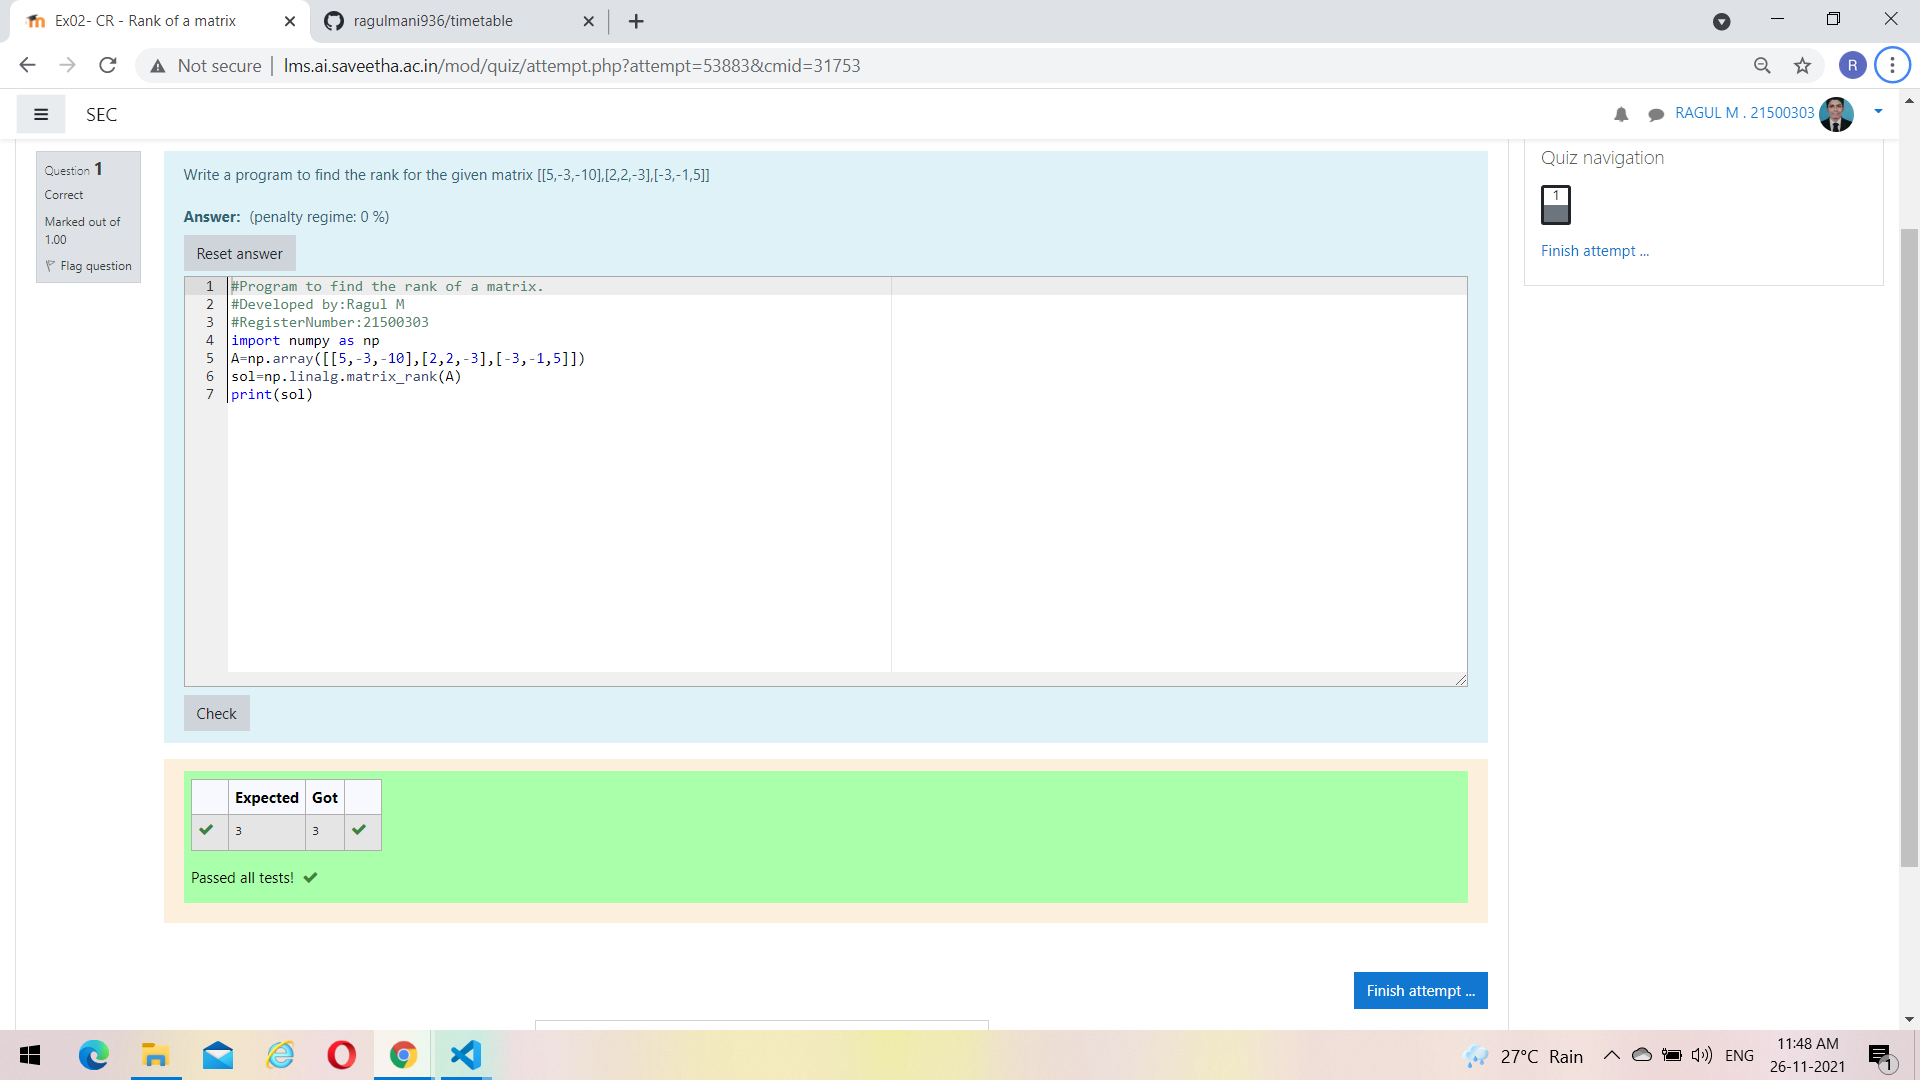 Ex02- CR - Rank of a matrix
ragulmani936/timetable
Not secure
lms.ai.saveetha.ac.in/mod/quiz/attempt.php?attempt=53883&cmid=31753
R
SEC
RAGUL M . 21500303
Question 1
Correct
Marked out of
1.00
Flag question
Write a program to find the rank for the given matrix [[5,-3,-10],[2,2,-3],[-3,-1,5]]
Answer: (penalty regime: 0 %)
Reset answer
1 #Program to find the rank of a matrix.
2 #Developed by:Ragul M
3 #RegisterNumber:21500303
4 import numpy as np
5 A=np.array([[5,-3,-10],[2,2,-3],[-3,-1,5]])
6 sol=np.linalg.matrix_rank(A)
7 print(sol)
Check
Expected Got
3 3
Passed all tests!
Finish attempt ...
Quiz navigation
1
Finish attempt ...
27°C Rain
ENG
11:48 AM
26-11-2021
1